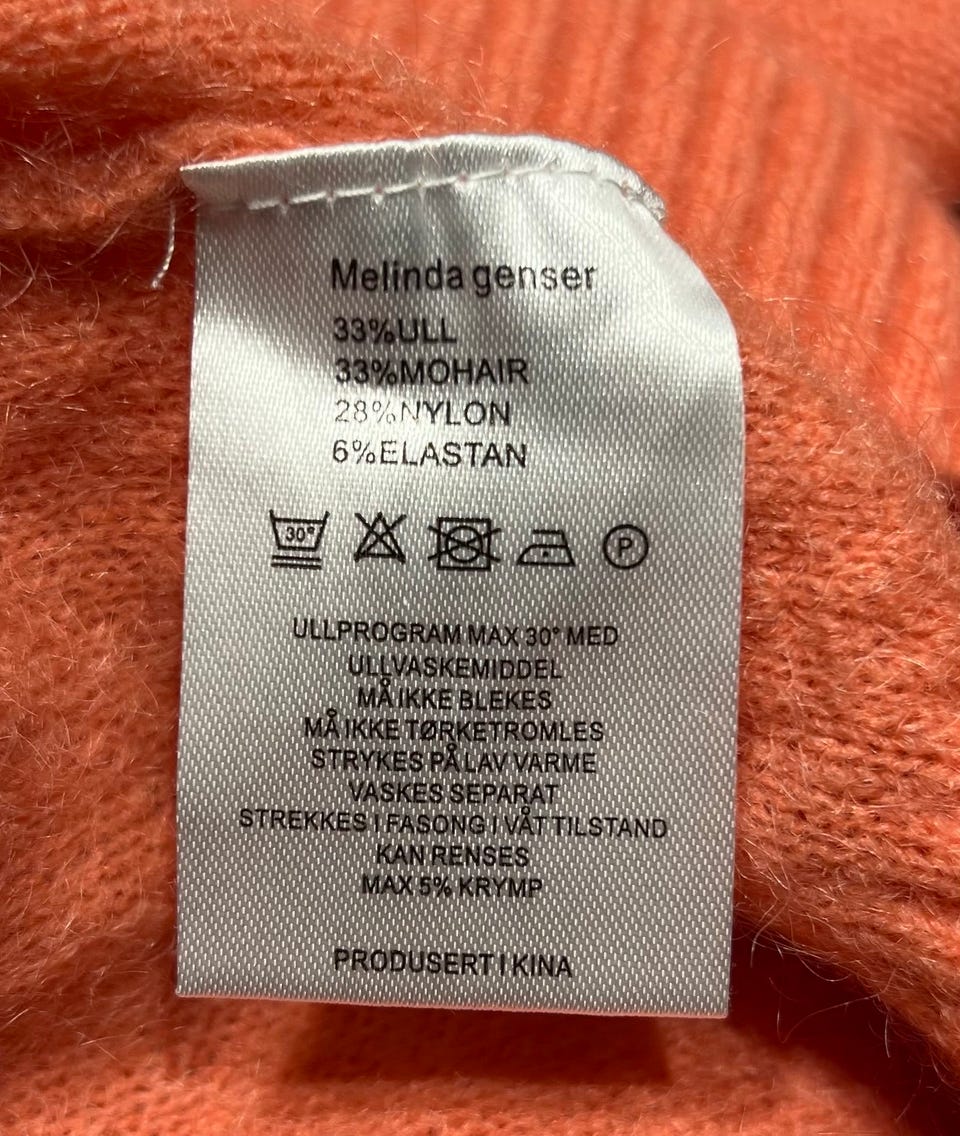 Melinda genser
33%ULL
33%MOHAIR
28%NYLON
6%ELASTAN
30° P
ULLPROGRAM MAX 30° MED
ULLVASKEMIDDEL
MÅ IKKE BLEKES
MÅ IKKE TØRKETROMLES
STRYKES PÅ LAV VARME
VASKES SEPARAT
STREKKES I FASONG I VÅT TILSTAND
KAN RENSES
MAX 5% KRYMP
PRODUSERT I KINA